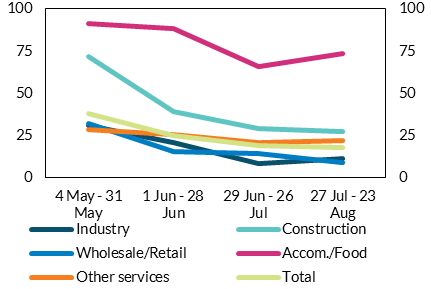 100 100
75 75
50 50
25 25
0 0
4 May - 31 1 Jun - 28 29 Jun - 26 27 Jul - 23
May Jun Jul Aug
Industry Construction
Wholesale/Retail Accom./Food
Other services Total